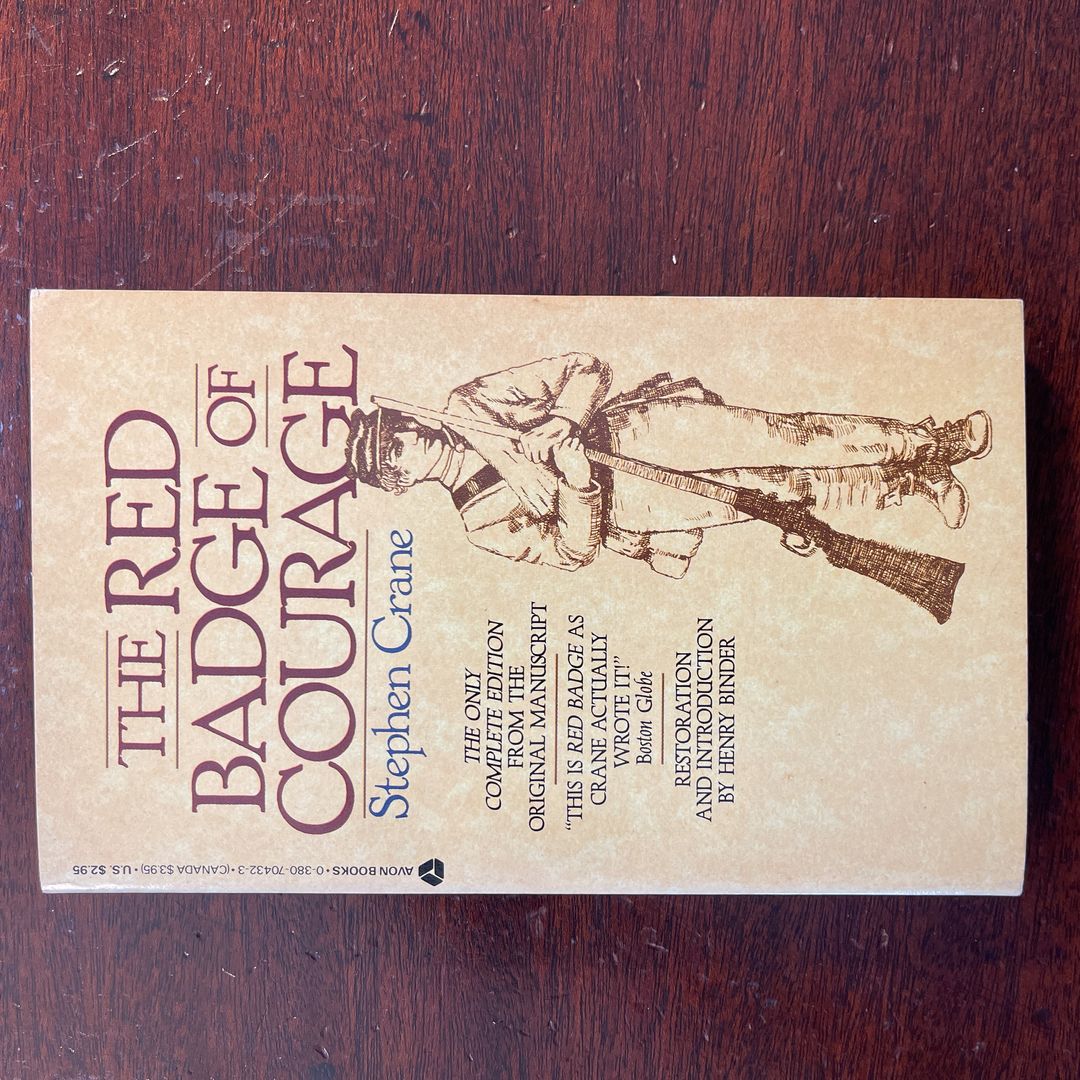 AVON BOOKS • 0-380-70432-3 • (CANADA $3.95) • U.S. $2.95
THE RED
BADGE OF
COURAGE
Stephen Crane
THE ONLY
COMPLETE EDITION
FROM THE
ORIGINAL MANUSCRIPT
"THIS IS RED BADGE AS
CRANE ACTUALLY
WROTE IT!"
Boston Globe
RESTORATION
AND INTRODUCTION
BY HENRY BINDER